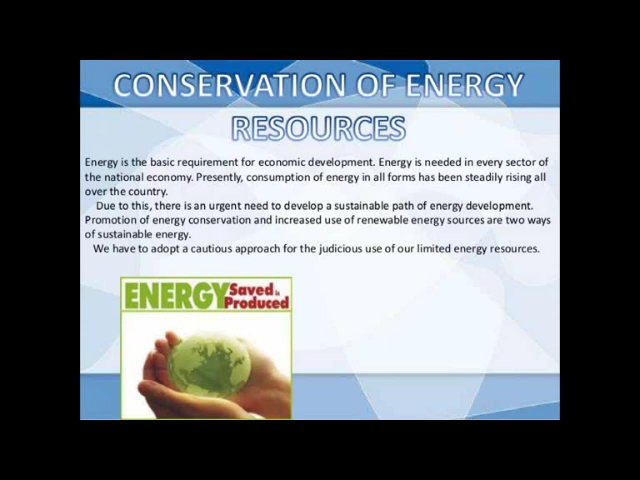 CONSERVATION OF ENERGY
RESOURCES
Energy is the basic requirement for economic development. Energy is needed in every sector of
the national economy. Presently, consumption of energy in all forms has been steadily rising all
over the country.
Due to this, there is an urgent need to develop a sustainable path of energy development.
Promotion of energy conservation and increased use of renewable energy sources are two ways
of sustainable energy.
We have to adopt a cautious approach for the judicious use of our limited energy resources.
ENERGY Saved is
Produced